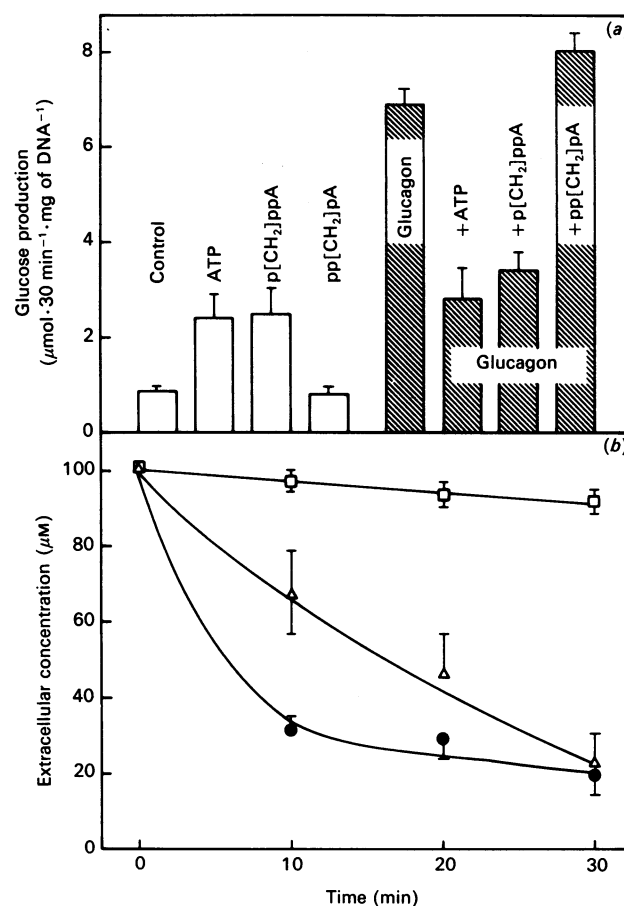 (a)
8
6
4
2
0
Glucose production
(μmol·30 min⁻¹·mg of DNA⁻¹)
Control
ATP
p[CH₂]ppA
pp[CH₂]pA
Glucagon
+ATP
+p[CH₂]ppA
+pp[CH₂]pA
Glucagon
(b)
100
80
60
40
20
0
Extracellular concentration (μM)
0 10 20 30
Time (min)